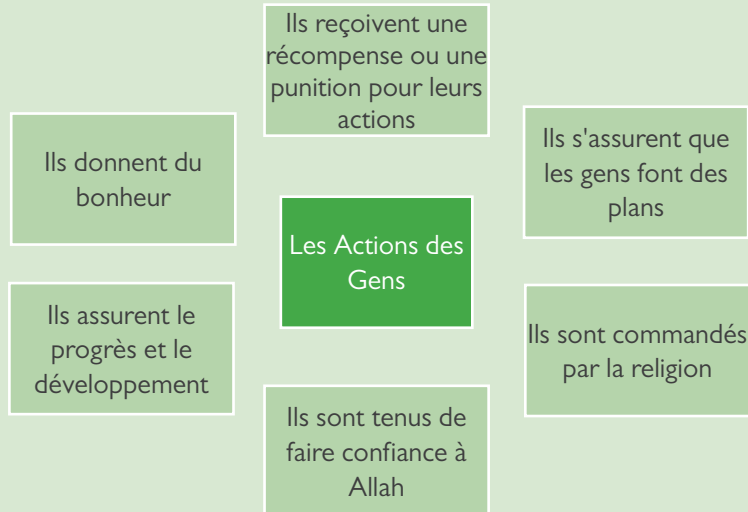 Ils reçoivent une
récompense ou une
punition pour leurs
actions
Ils donnent du
bonheur
Ils s'assurent que
les gens font des
plans
Les Actions des
Gens
Ils assurent le
progrès et le
développement
Ils sont commandés
par la religion
Ils sont tenus de
faire confiance à
Allah